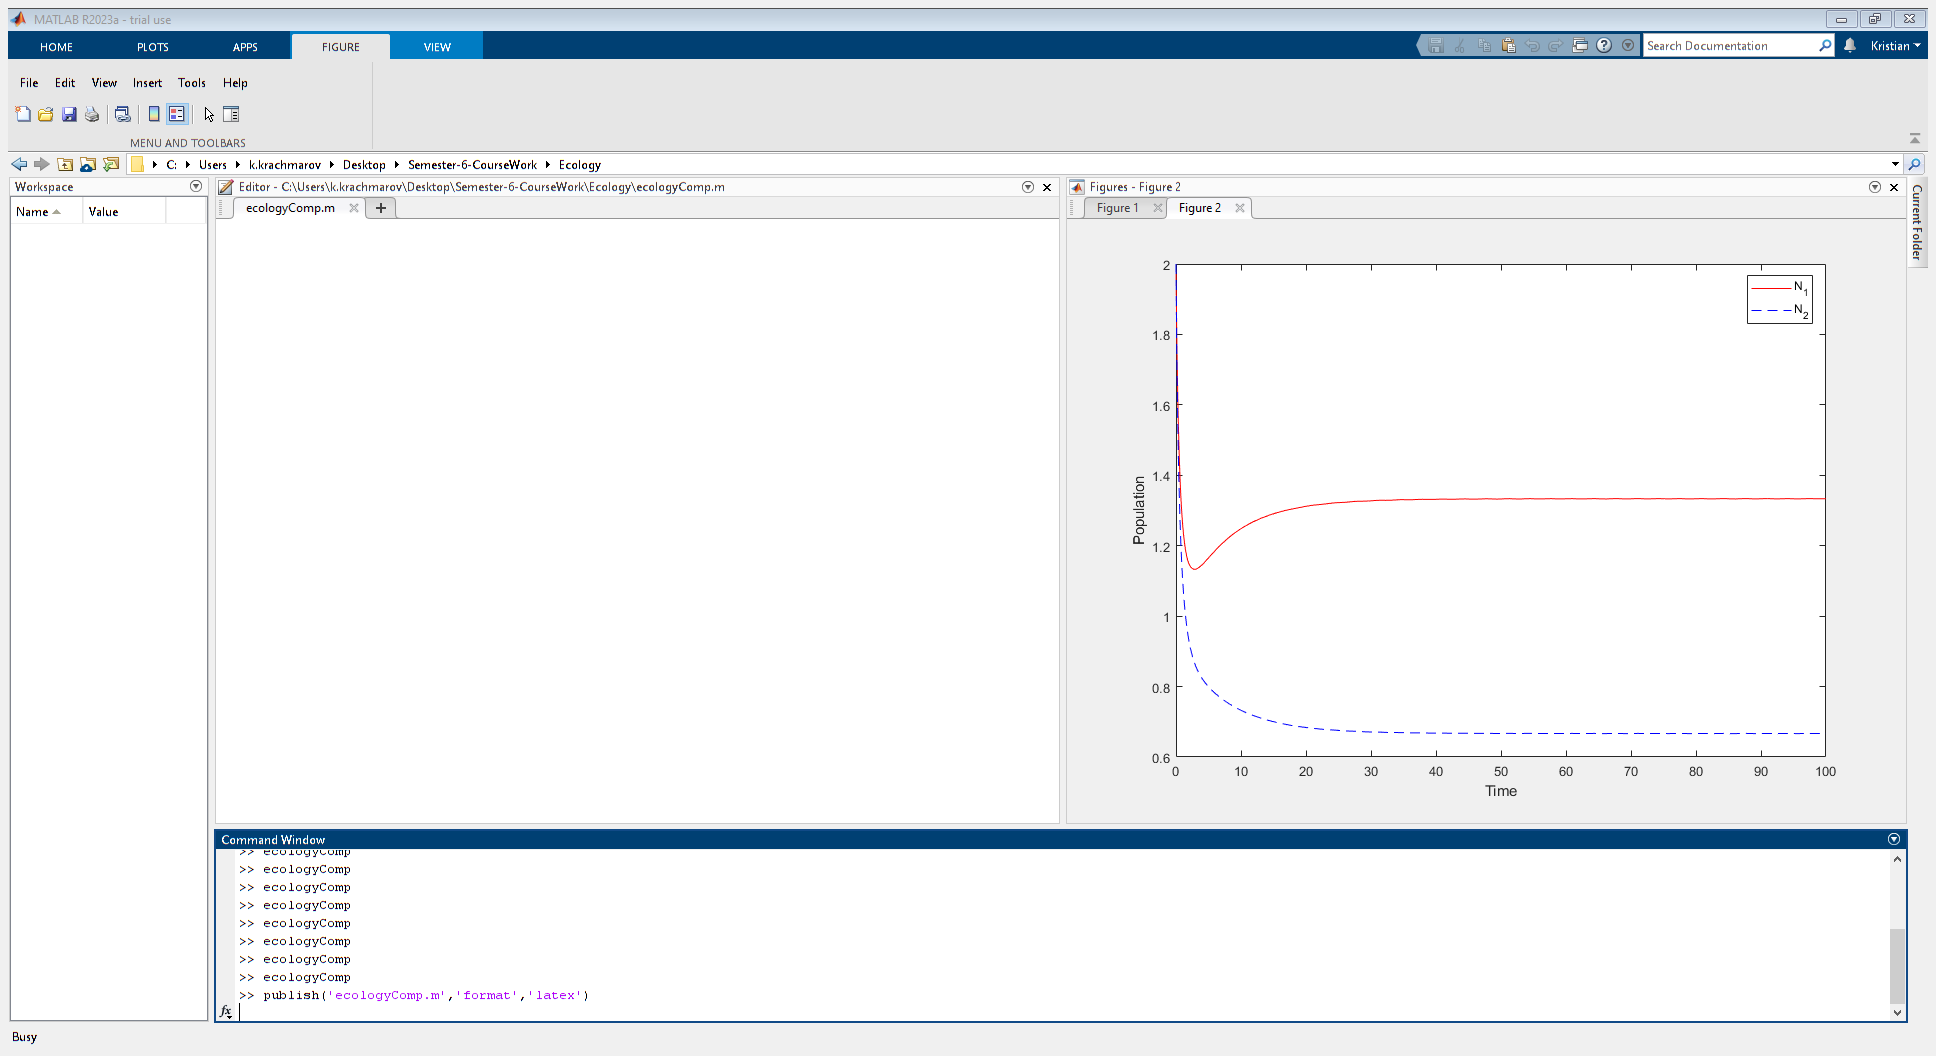 MATLAB R2023a - trial use
HOME PLOTS APPS FIGURE VIEW
Search Documentation
Kristian
File Edit View Insert Tools Help
MENU AND TOOLBARS
C: Users k.krachmarov Desktop Semester-6-CourseWork Ecology
Workspace
Name Value
Editor - C:\Users\k.krachmarov\Desktop\Semester-6-CourseWork\Ecology\ecologyComp.m
ecologyComp.m
Figures - Figure 2
Figure 1 Figure 2
Current Folder
N1
N2
2
1.8
1.6
1.4
1.2
1
0.8
0.6
Population
0 10 20 30 40 50 60 70 80 90 100
Time
Command Window
>> ecologyComp
>> ecologyComp
>> ecologyComp
>> ecologyComp
>> ecologyComp
>> ecologyComp
>> ecologyComp
>> ecologyComp
>> publish('ecologyComp.m','format','latex')
fx
Busy